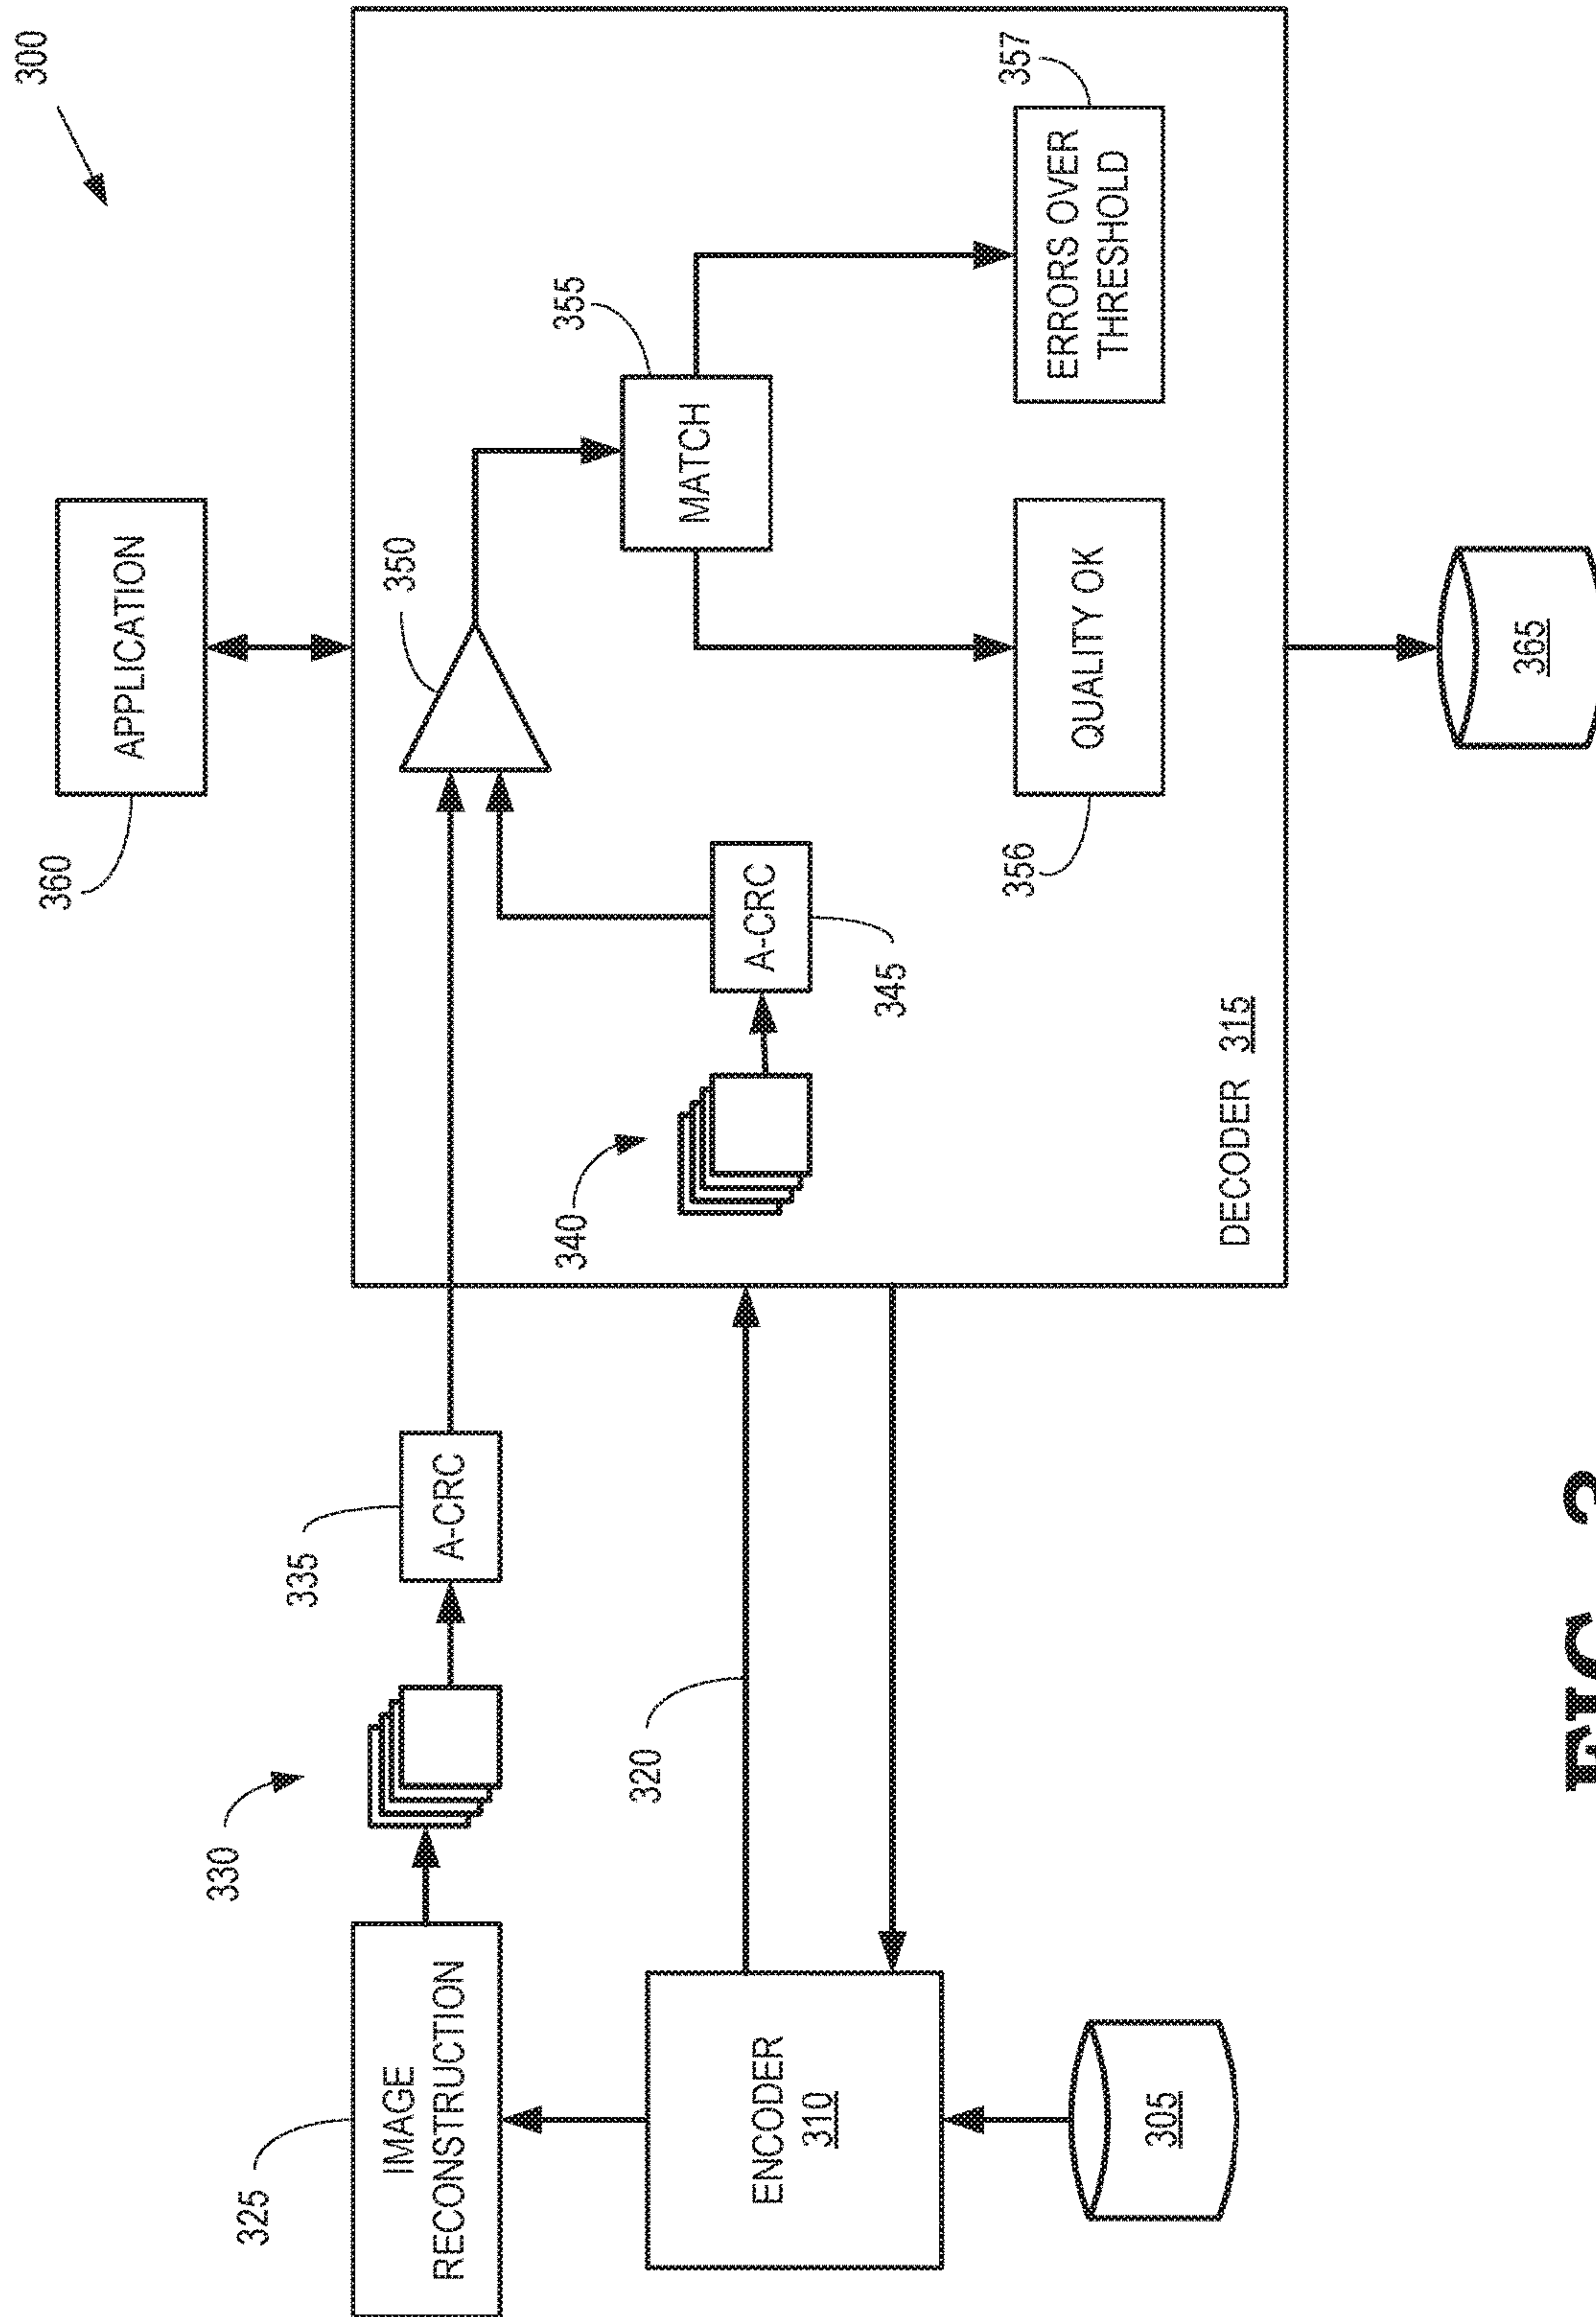 300
360
APPLICATION
325
IMAGE
RECONSTRUCTION
330
335
A-CRC
350
355
MATCH
320
340
A-CRC
345
ENCODER
310
356
QUALITY OK
357
ERRORS OVER
THRESHOLD
DECODER 315
305
365